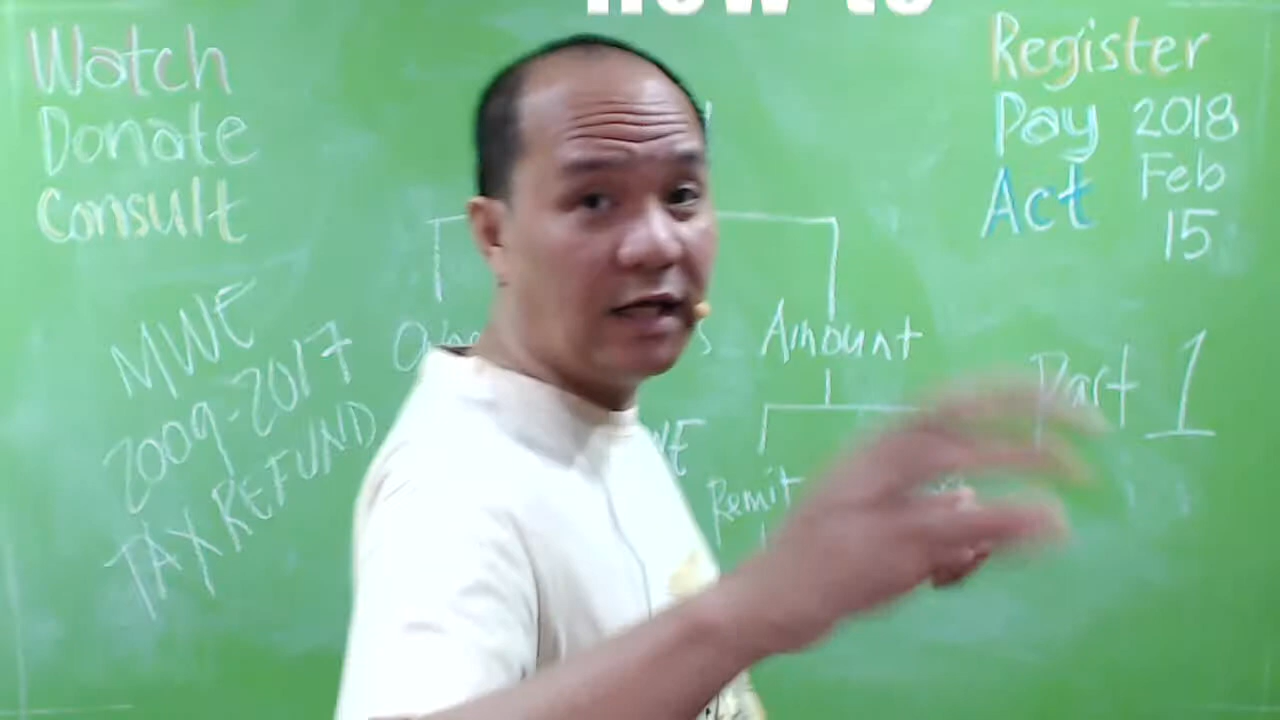 How to
Watch
Donate
Consult
Register
Pay 2018
Act Feb
15
MWE
2009-2017
TAX REFUND
Amount
Part 1
Remit